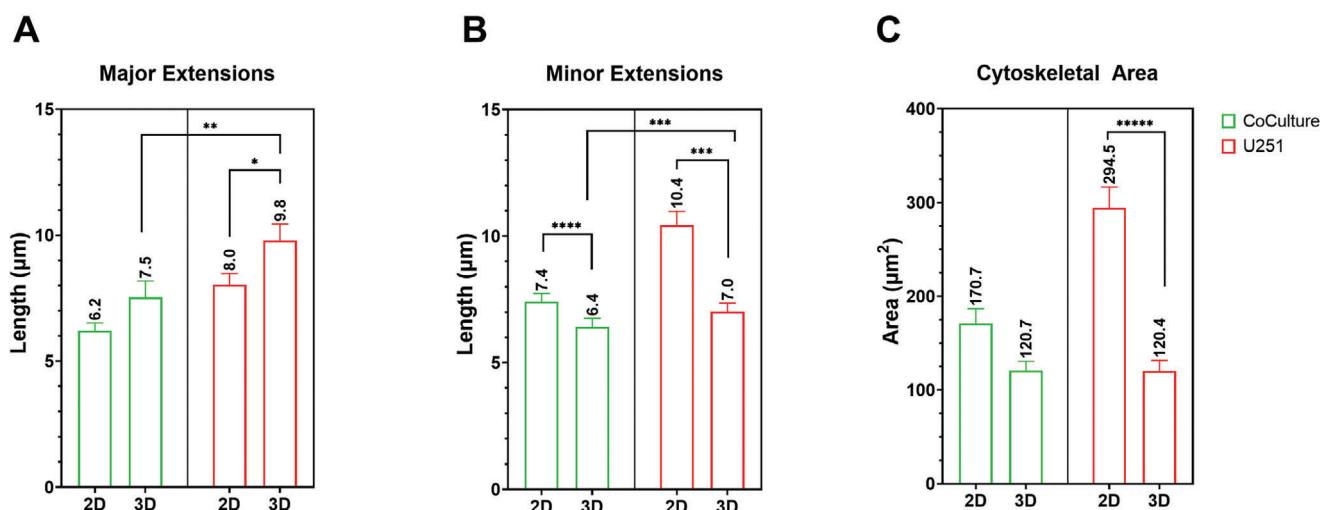 A
B
C
Major Extensions
Minor Extensions
Cytoskeletal Area
Length (µm)
15
10
5
0
6.2
7.5
8.0
9.8
**
*
2D
3D
2D
3D
Length (µm)
15
10
5
0
7.4
6.4
10.4
7.0
****
***
***
2D
3D
2D
3D
Area (µm²)
400
300
200
100
0
170.7
120.7
294.5
120.4
*****
2D
3D
2D
3D
CoCulture
U251